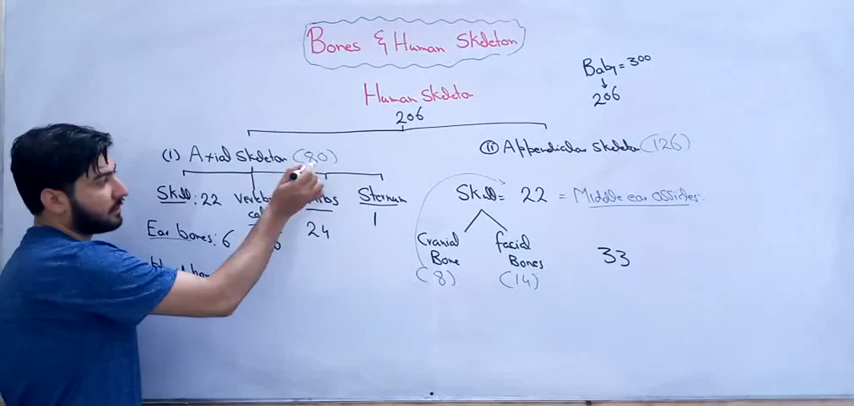 Bones & Human Skeleton
Human Skeleton
206
Baby = 300
↓
206
(I) Axial Skeleton (80)
(II) Appendicular Skeleton (126)
Skull: 22
Sternum
1
Ear bones: 6
24
Skull= 22 = Middle ear ossicles:
Cranial
Bone
(8)
facial
Bones
(14)
33